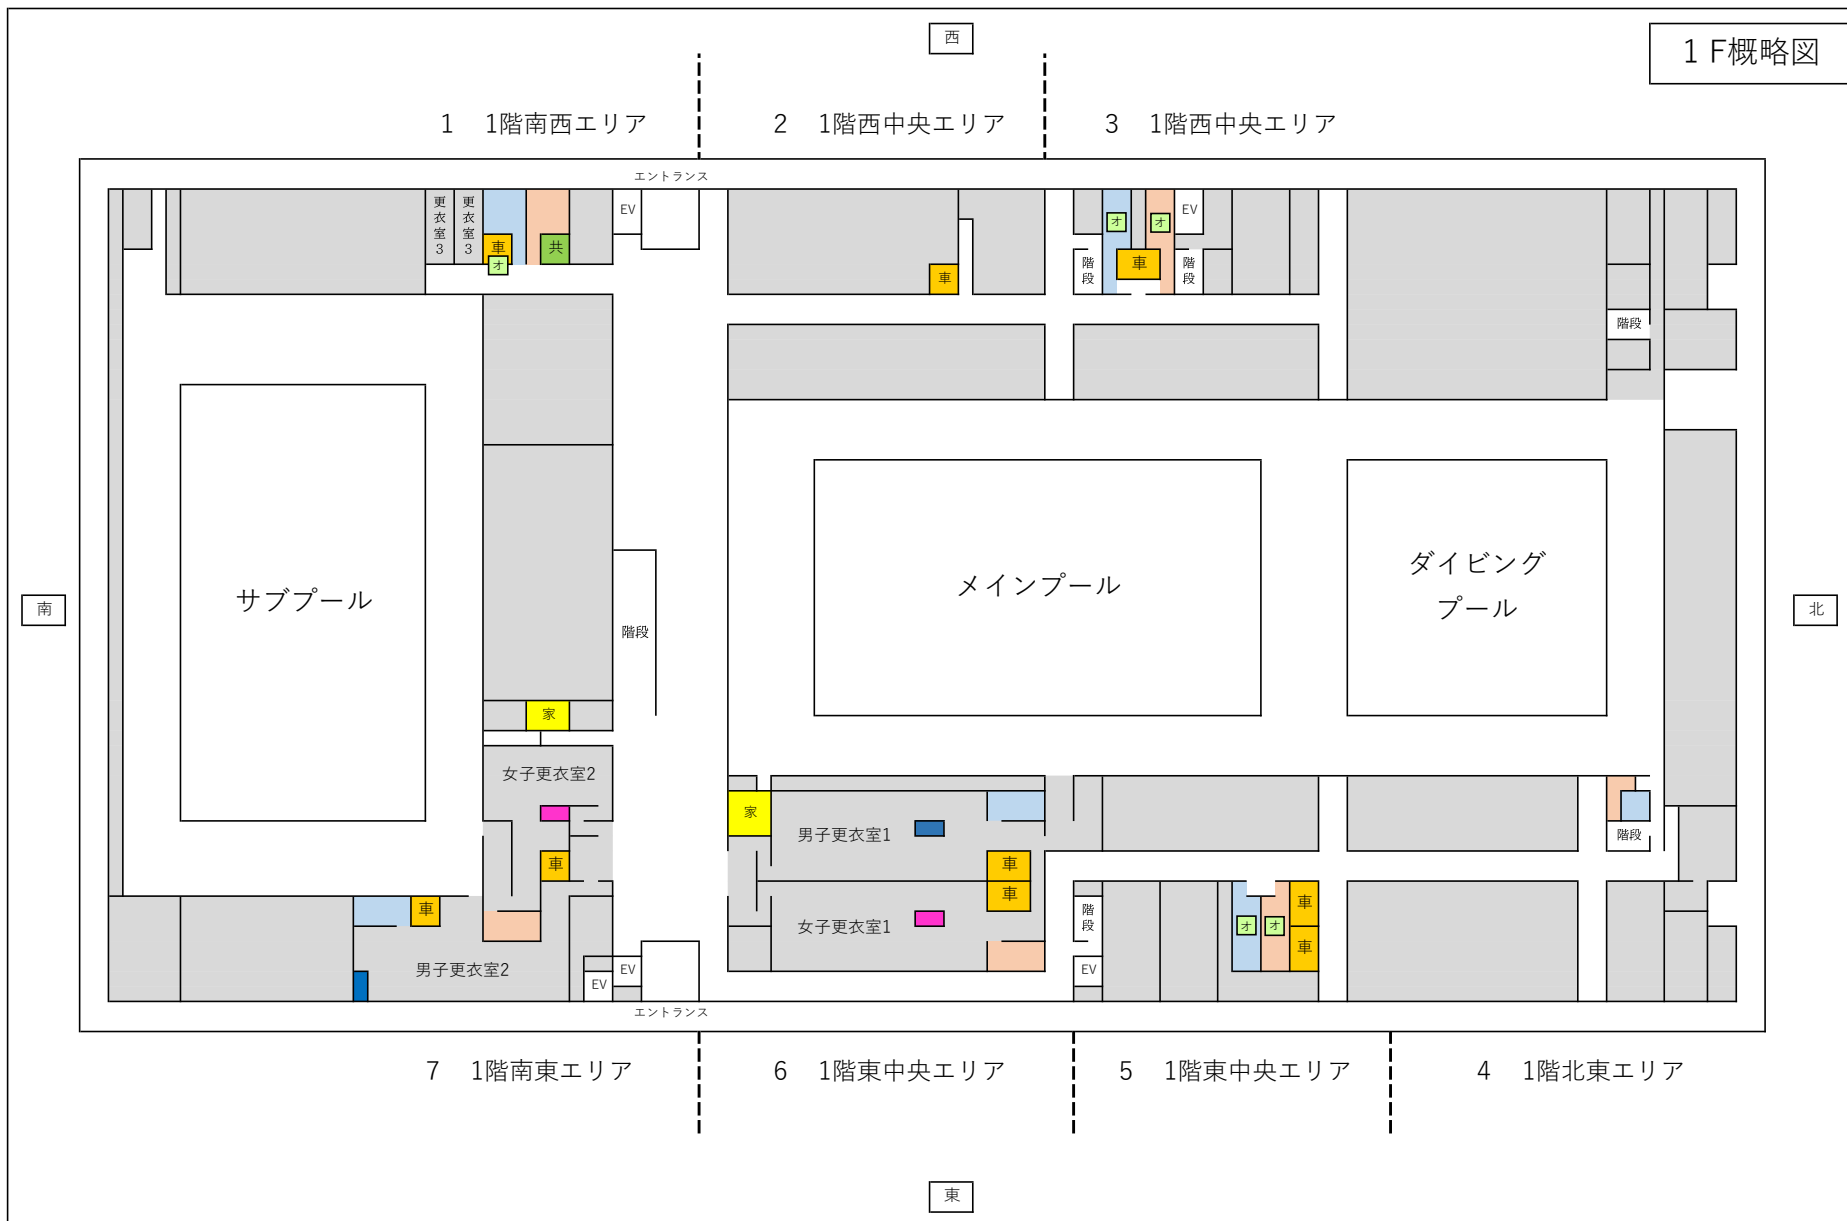 西
1 F概略図
1 1階南西エリア
2 1階西中央エリア
3 1階西中央エリア
エントランス
更衣室3
更衣室3
車
オ
共
EV
車
オ
オ
EV
階段
車
階段
階段
サブプール
メインプール
ダイビング
プール
南
北
階段
家
女子更衣室2
車
車
男子更衣室2
EV
EV
エントランス
家
男子更衣室1
車
車
女子更衣室1
階段
EV
オ
オ
車
車
階段
7 1階南東エリア
6 1階東中央エリア
5 1階東中央エリア
4 1階北東エリア
東